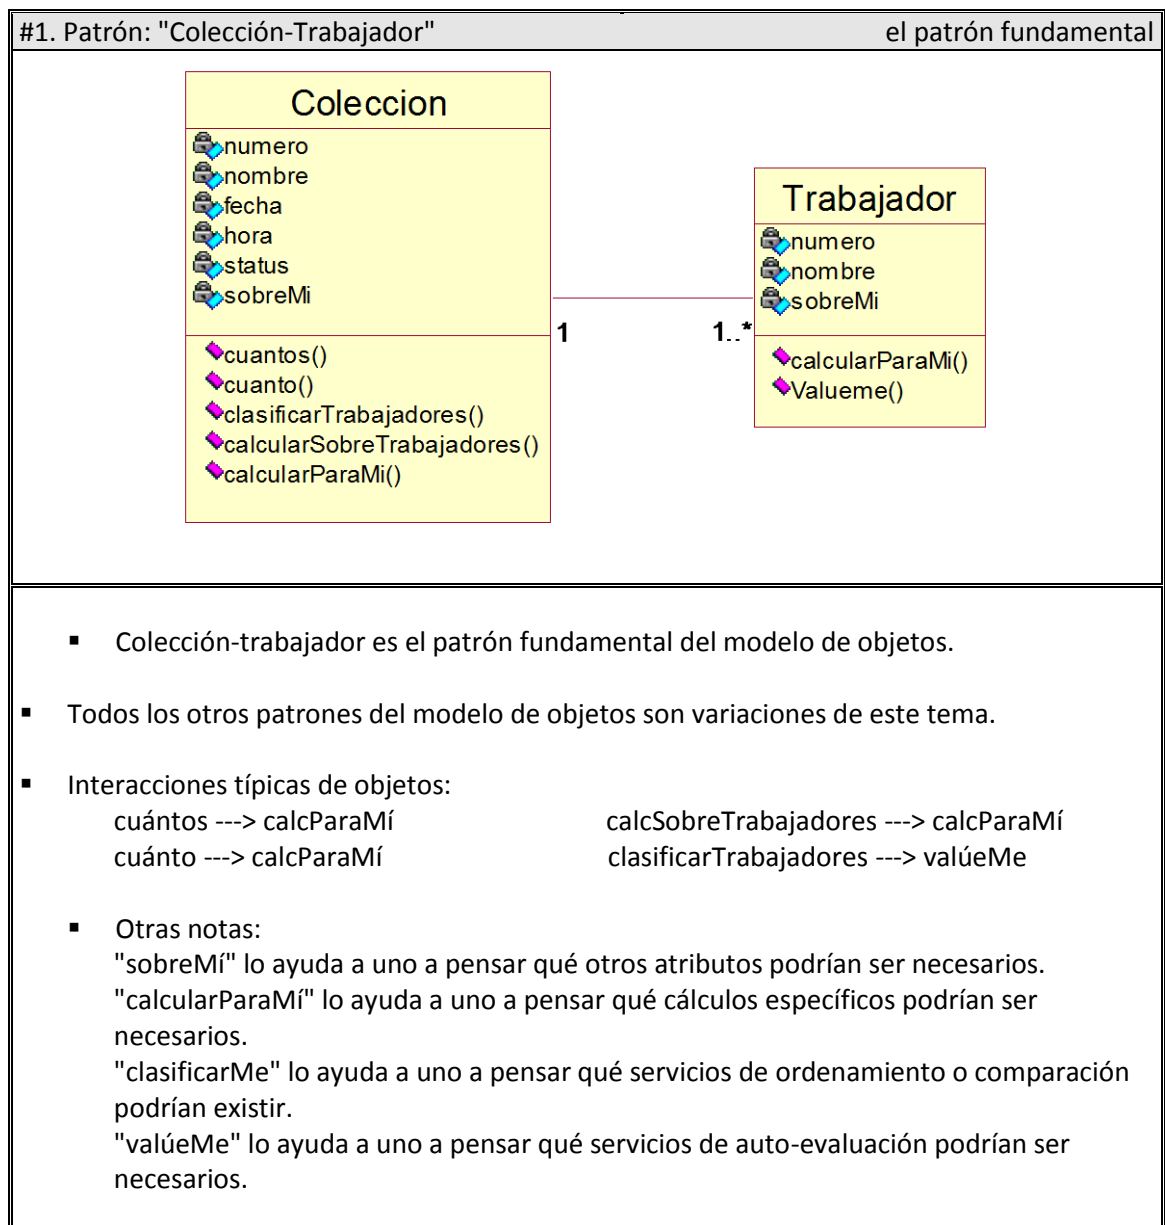 #1. Patrón: "Colección-Trabajador" el patrón fundamental
Coleccion
numero
nombre
fecha
hora
status
sobreMi
cuantos()
cuanto()
clasificarTrabajadores()
calcularSobreTrabajadores()
calcularParaMi()
1
1..*
Trabajador
numero
nombre
sobreMi
calcularParaMi()
Valueme()
▪ Colección-trabajador es el patrón fundamental del modelo de objetos.
▪ Todos los otros patrones del modelo de objetos son variaciones de este tema.
▪ Interacciones típicas de objetos:
cuántos ---> calcParaMí calcSobreTrabajadores ---> calcParaMí
cuánto ---> calcParaMí clasificarTrabajadores ---> valúeMe
▪ Otras notas:
"sobreMí" lo ayuda a uno a pensar qué otros atributos podrían ser necesarios.
"calcularParaMí" lo ayuda a uno a pensar qué cálculos específicos podrían ser
necesarios.
"clasificarMe" lo ayuda a uno a pensar qué servicios de ordenamiento o comparación
podrían existir.
"valúeMe" lo ayuda a uno a pensar qué servicios de auto-evaluación podrían ser
necesarios.